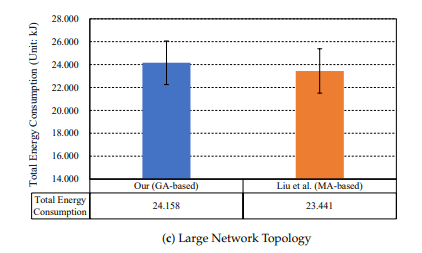 Total Energy Consumption (Unit: kJ)
28.000
26.000
24.000
22.000
20.000
18.000
16.000
14.000
Our (GA-based) Liu et al. (MA-based)
Total Energy
Consumption
24.158 23.441
(c) Large Network Topology